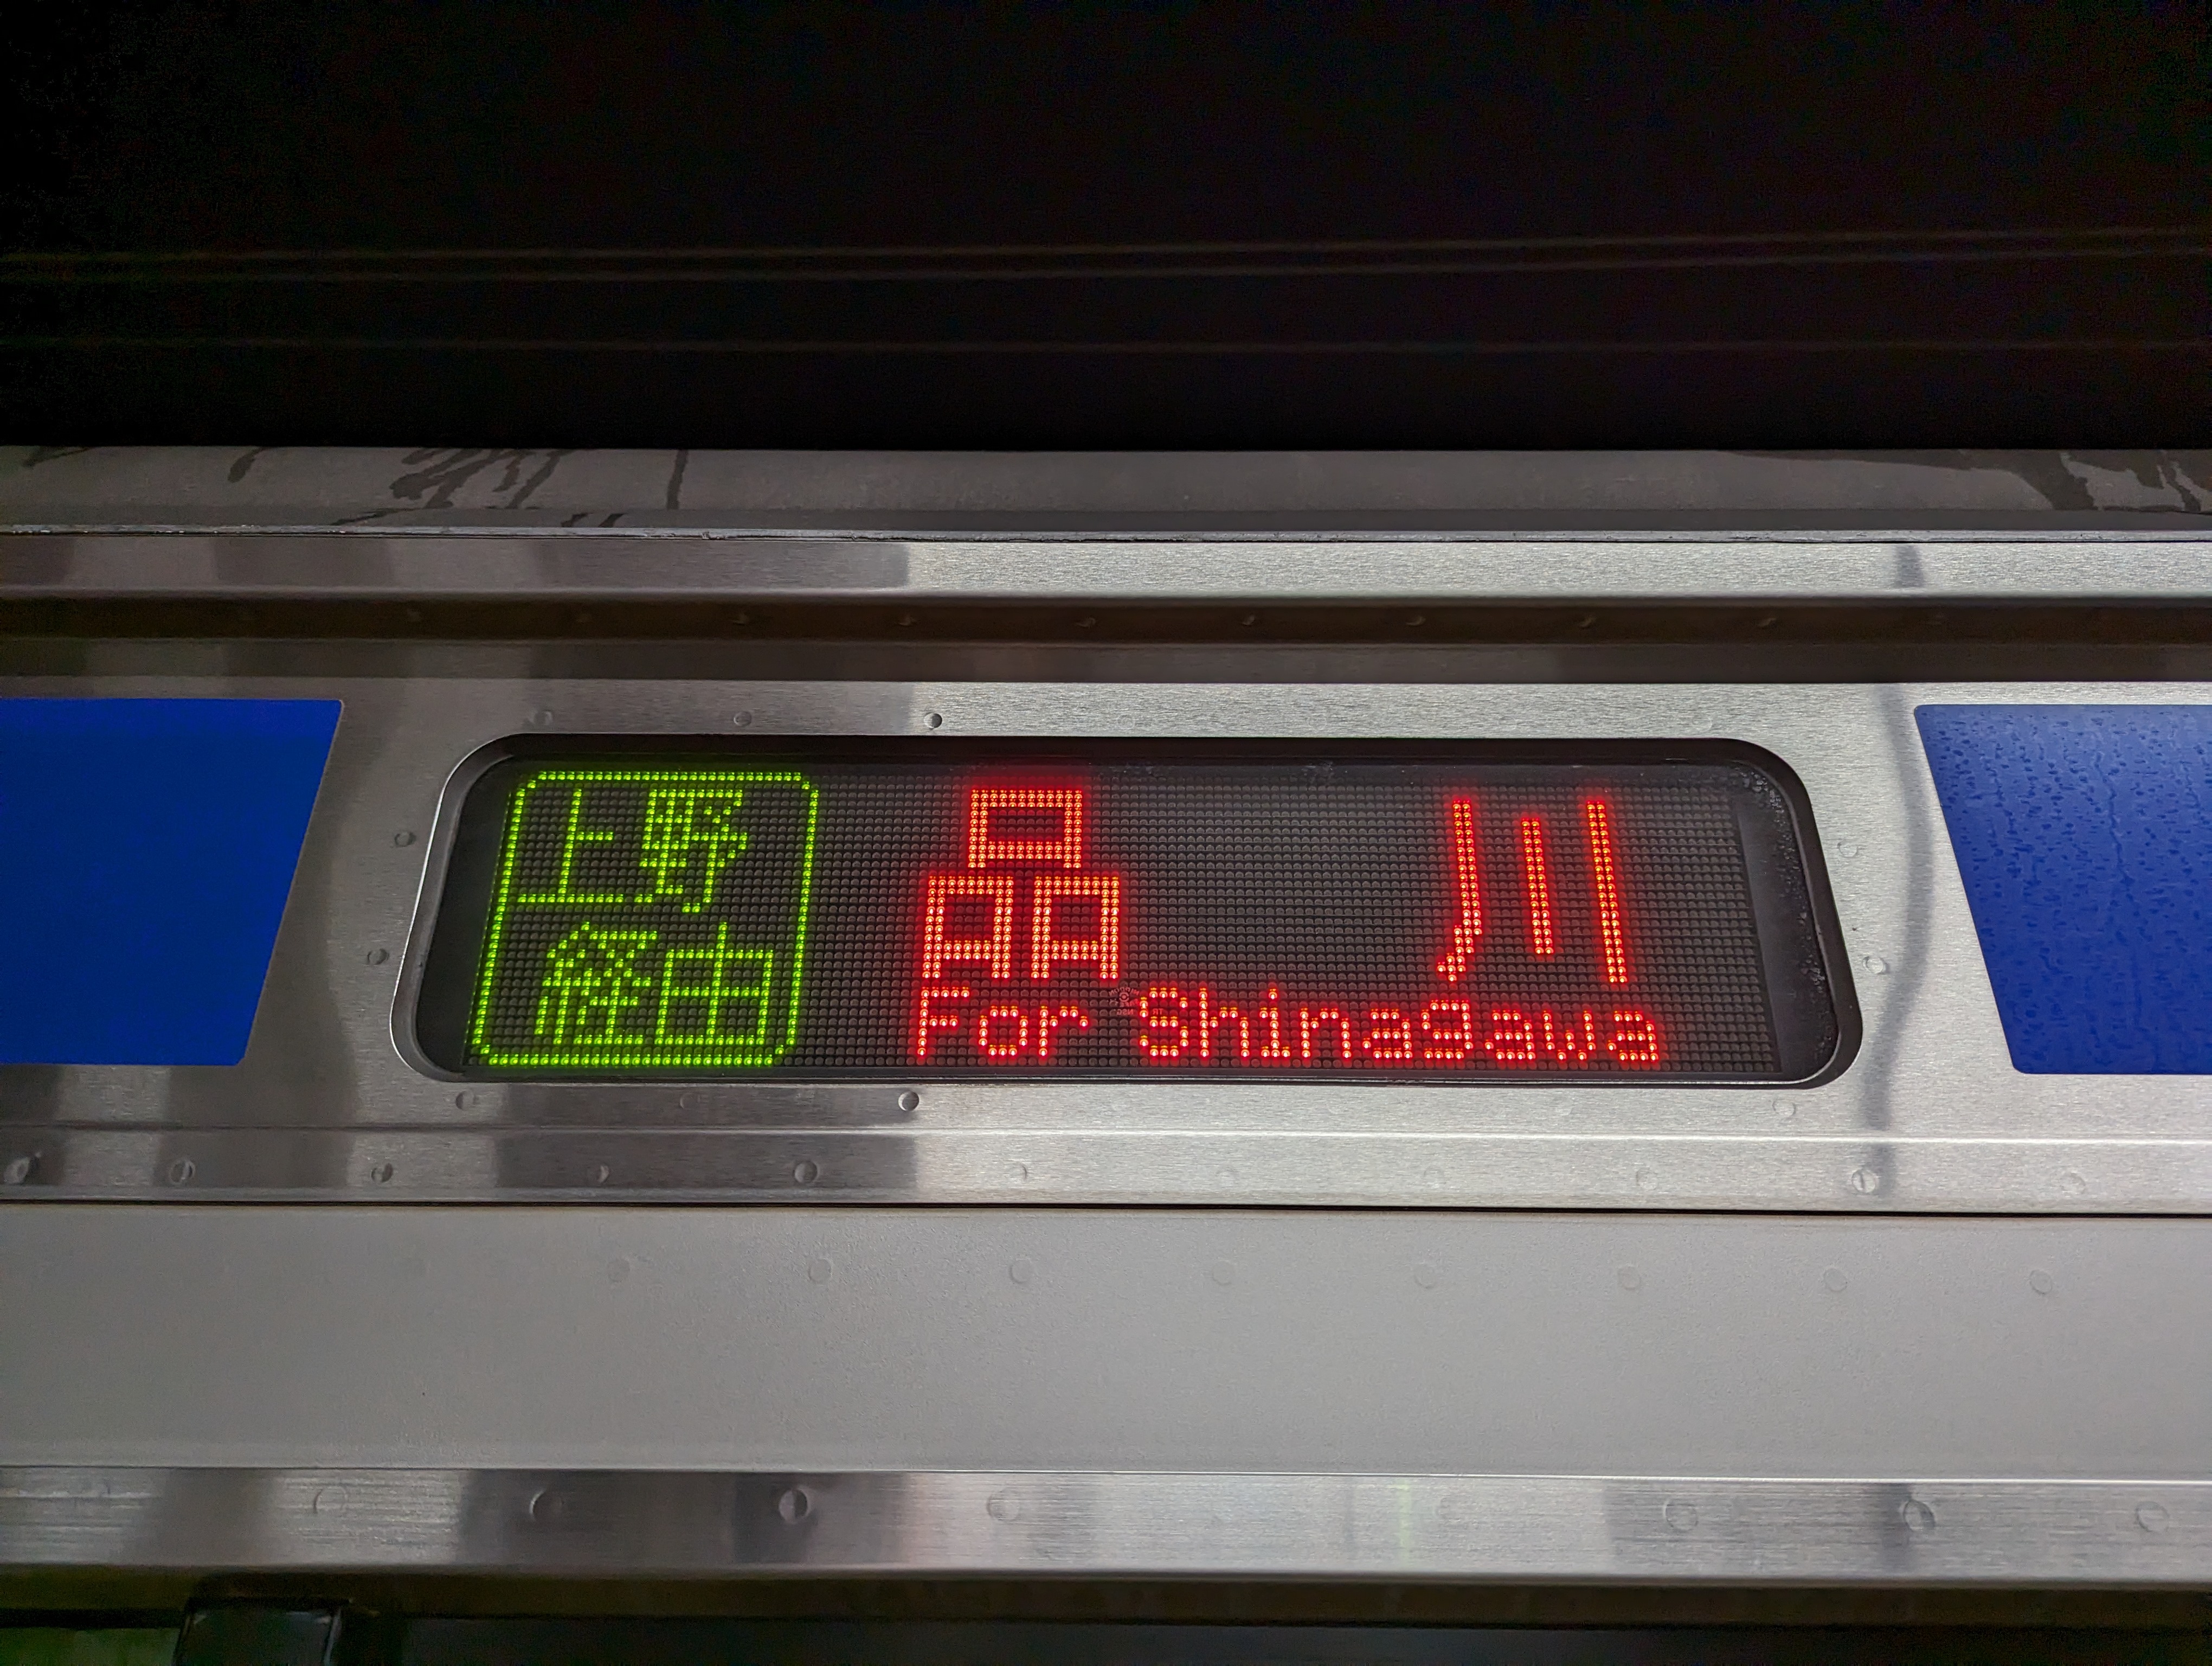 上野
経由
品川
For Shinagawa